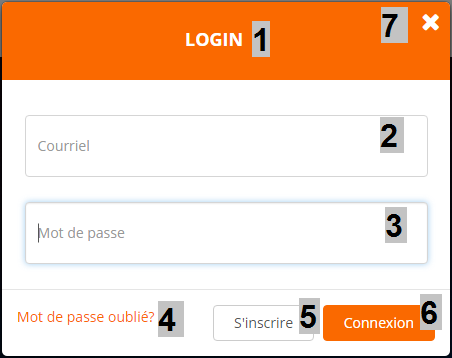 LOGIN 1
7 ✖
Courriel 2
Mot de passe 3
Mot de passe oublié? 4 S'inscrire 5 Connexion 6